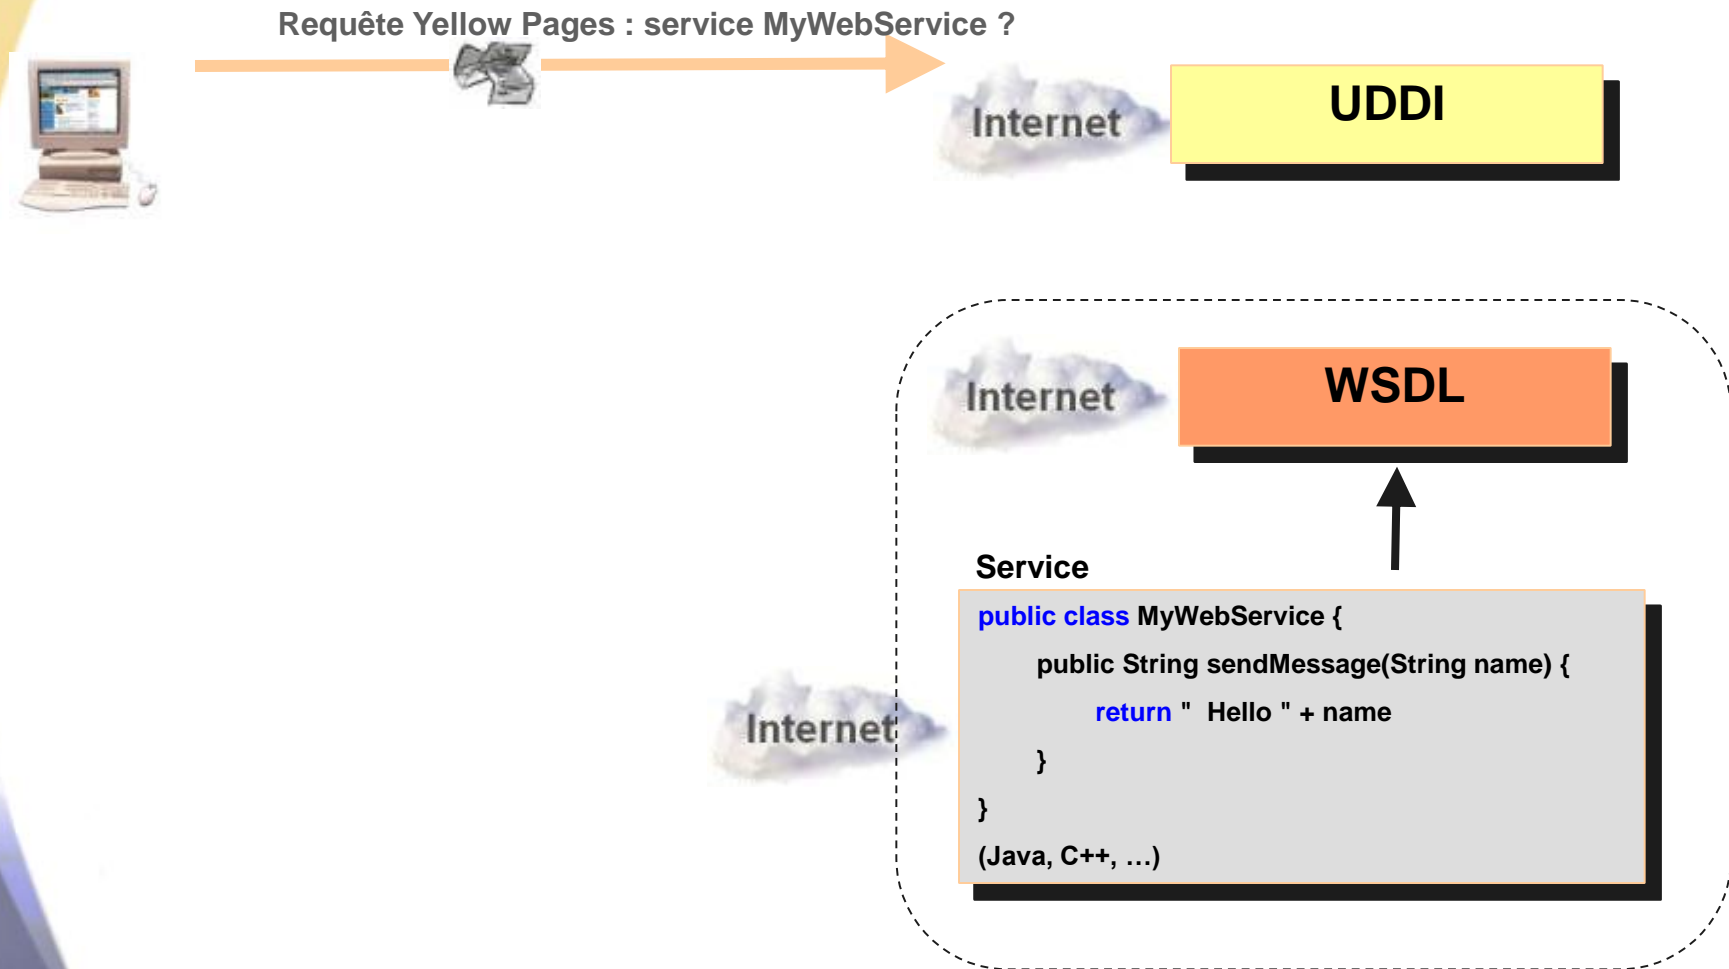 Requête Yellow Pages : service MyWebService ?
Internet
UDDI
Internet
WSDL
Service
public class MyWebService {
public String sendMessage(String name) {
return "  Hello " + name
}
}
(Java, C++, …)
Internet